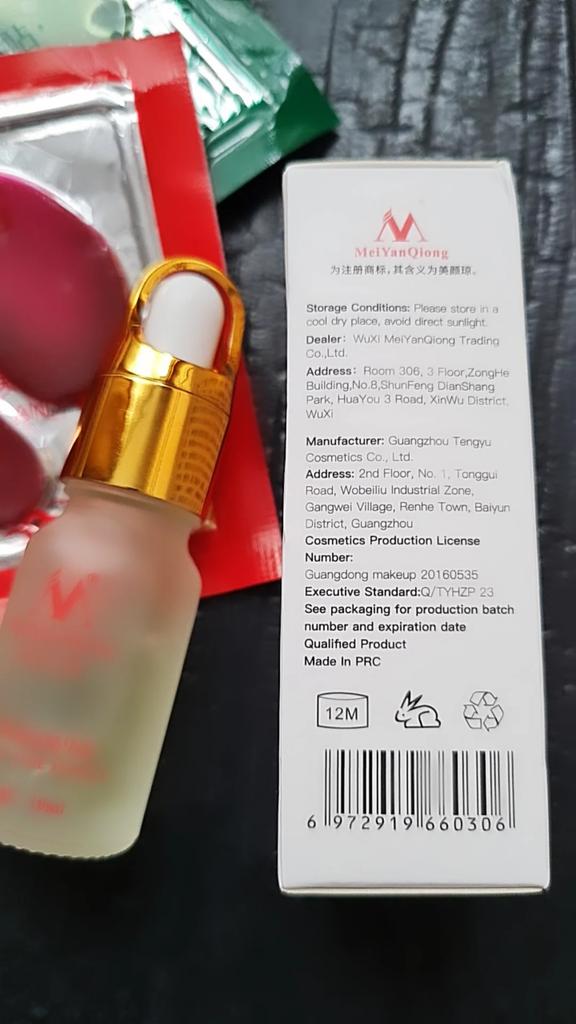 MeiYanQiong
为注册商标,其含义为美颜琼。
Storage Conditions: Please store in a
cool dry place, avoid direct sunlight.
Dealer: WuXi MeiYanQiong Trading
Co.,Ltd.
Address: Room 306, 3 Floor,ZongHe
Building,No.8,ShunFeng DianShang
Park, HuaYou 3 Road, XinWu District,
WuXi
Manufacturer: Guangzhou Tengyu
Cosmetics Co., Ltd.
Address: 2nd Floor, No. 1, Tonggui
Road, Wobeiliu Industrial Zone,
Gangwei Village, Renhe Town, Baiyun
District, Guangzhou
Cosmetics Production License
Number:
Guangdong makeup 20160535
Executive Standard:Q/TYHZP 23
See packaging for production batch
number and expiration date
Qualified Product
Made In PRC
12M
6 972919 660306